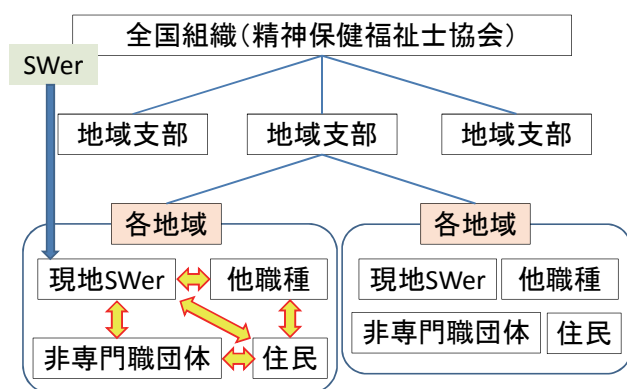 全国組織(精神保健福祉士協会)
SWer
地域支部
地域支部
地域支部
各地域
各地域
現地SWer
他職種
非専門職団体
住民
現地SWer
他職種
非専門職団体
住民